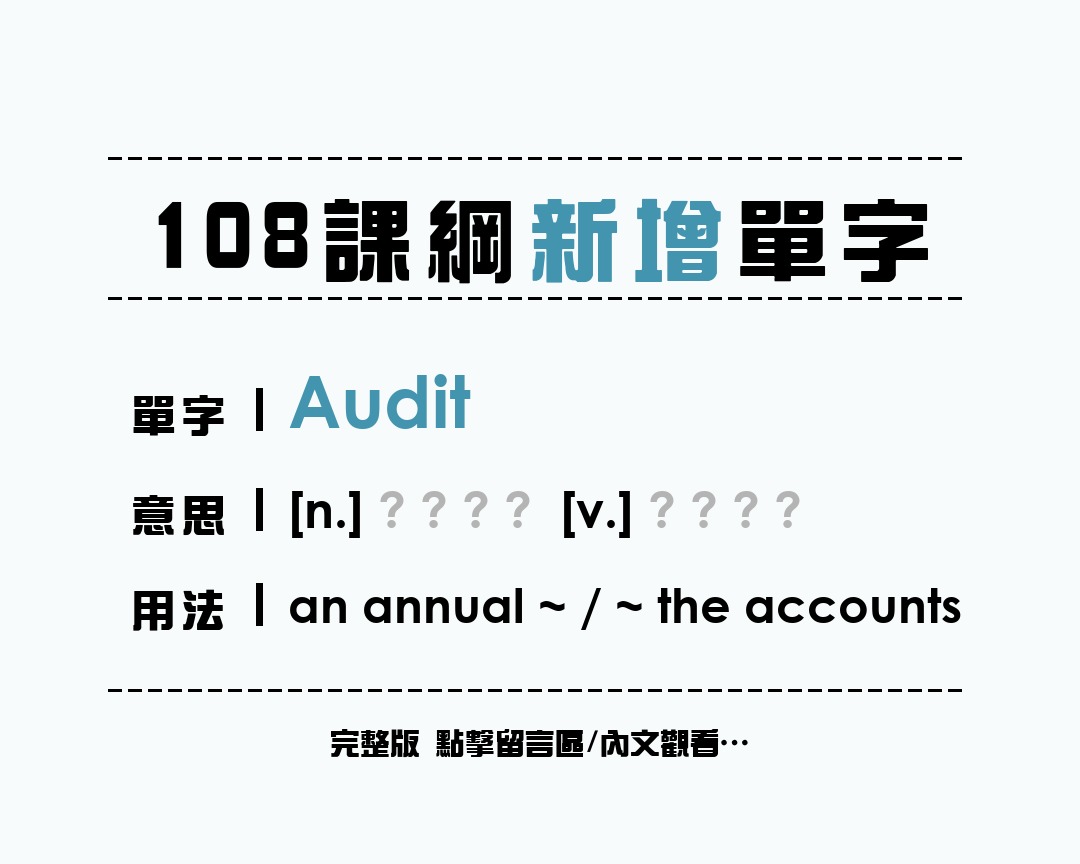 108課綱新增單字
單字 | Audit
意思 | [n.] ? ? ? ? [v.] ? ? ? ?
用法 | an annual ~ / ~ the accounts
完整版 點擊留言區/內文觀看…